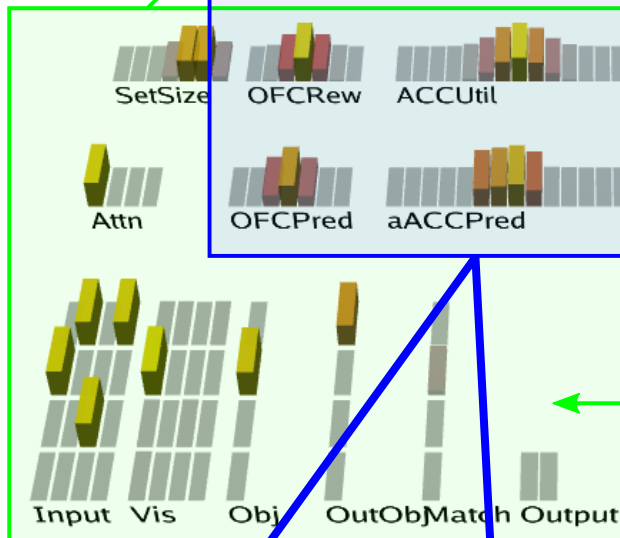 SetSize OFCRew ACCUtil
Attn OFCPred aACCPred
Input Vis Obj OutObjMatch Output